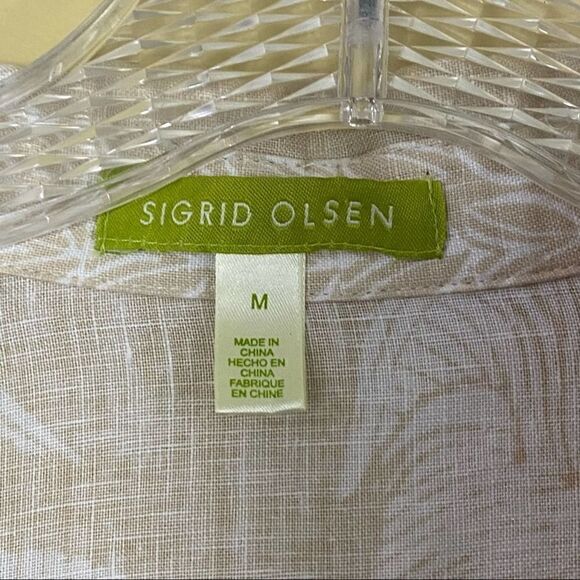 SIGRID OLSEN
M
MADE IN
CHINA
HECHO EN
CHINA
FABRIQUE
EN CHINE